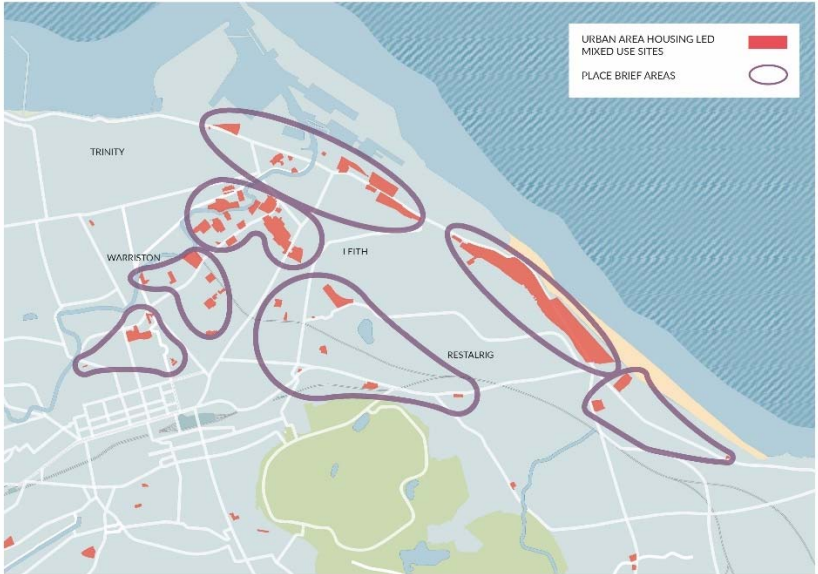 URBAN AREA HOUSING LED
MIXED USE SITES
PLACE BRIEF AREAS
TRINITY
WARRISTON
LEITH
RESTALRIG